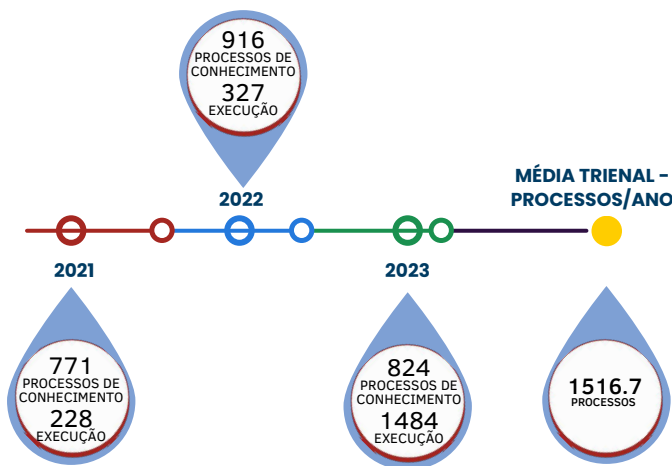 916
PROCESSOS DE
CONHECIMENTO
327
EXECUÇÃO
2022
MÉDIA TRIENAL -
PROCESSOS/ANO
2021
2023
771
PROCESSOS DE
CONHECIMENTO
228
EXECUÇÃO
824
PROCESSOS DE
CONHECIMENTO
1484
EXECUÇÃO
1516.7
PROCESSOS